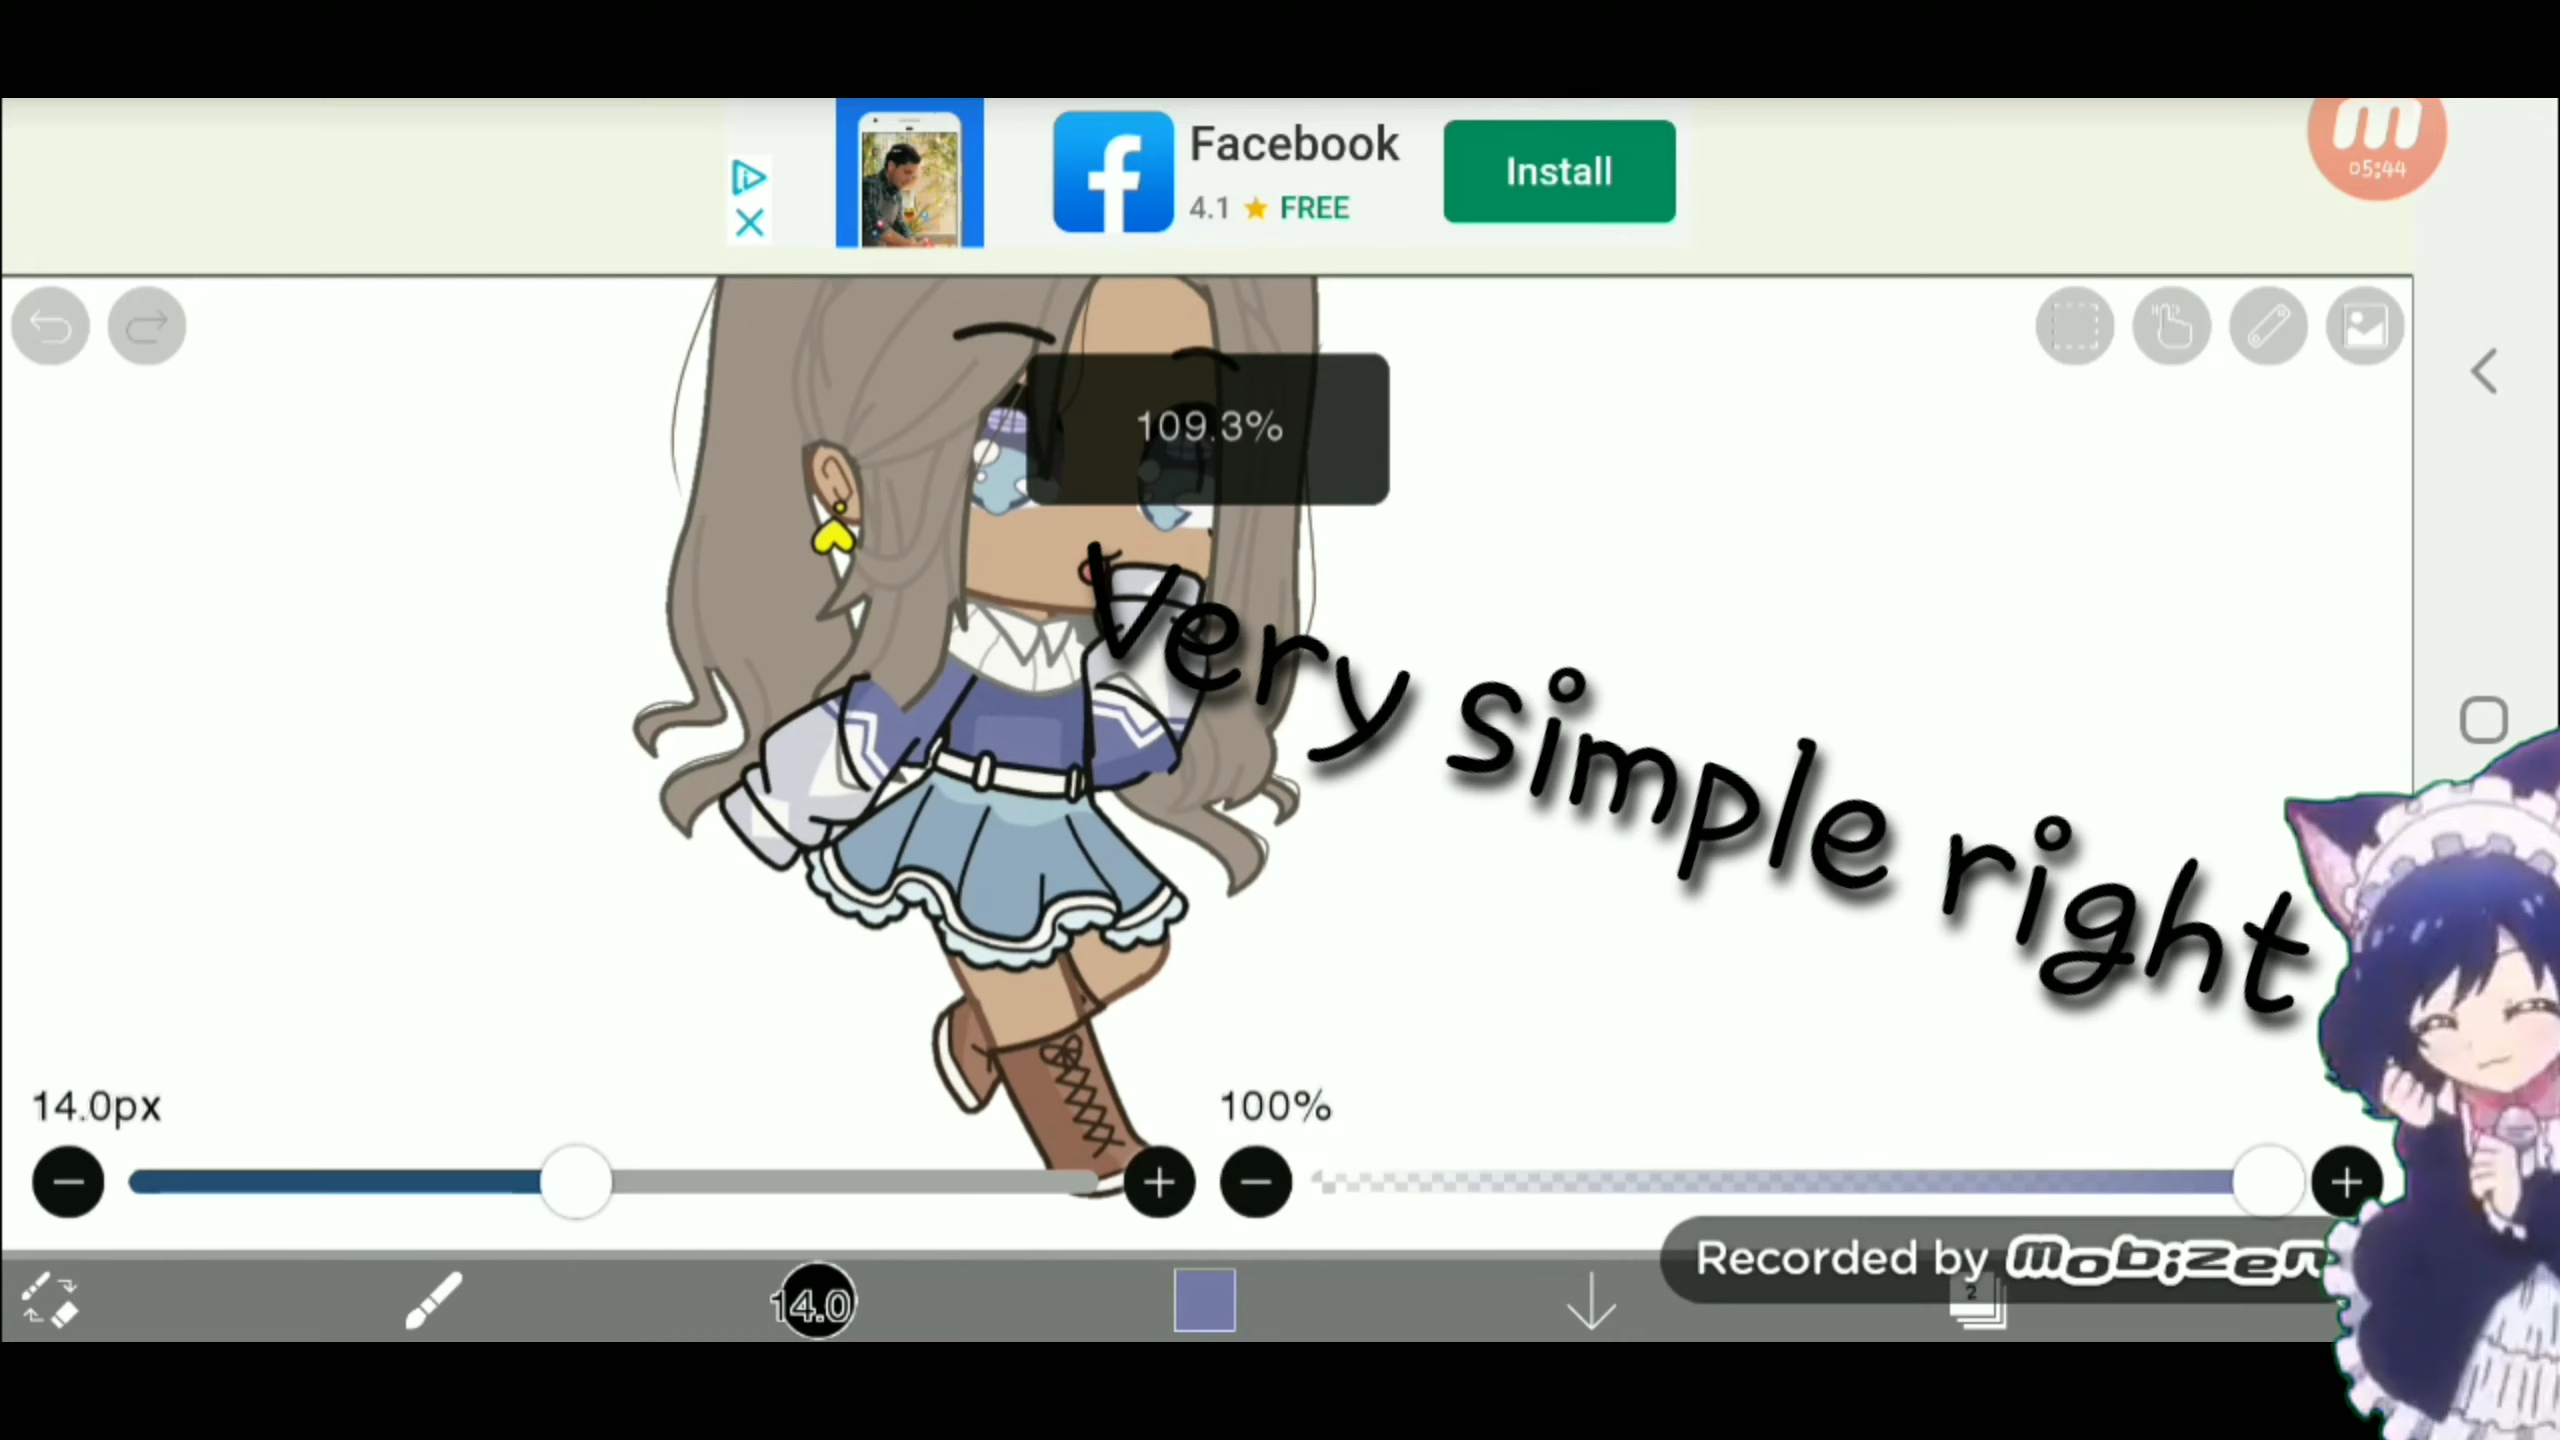 Facebook
4.1 ★ FREE
Install
05:44
109.3%
Very simple right
14.0px
100%
Recorded by Mobizen
14.0
2